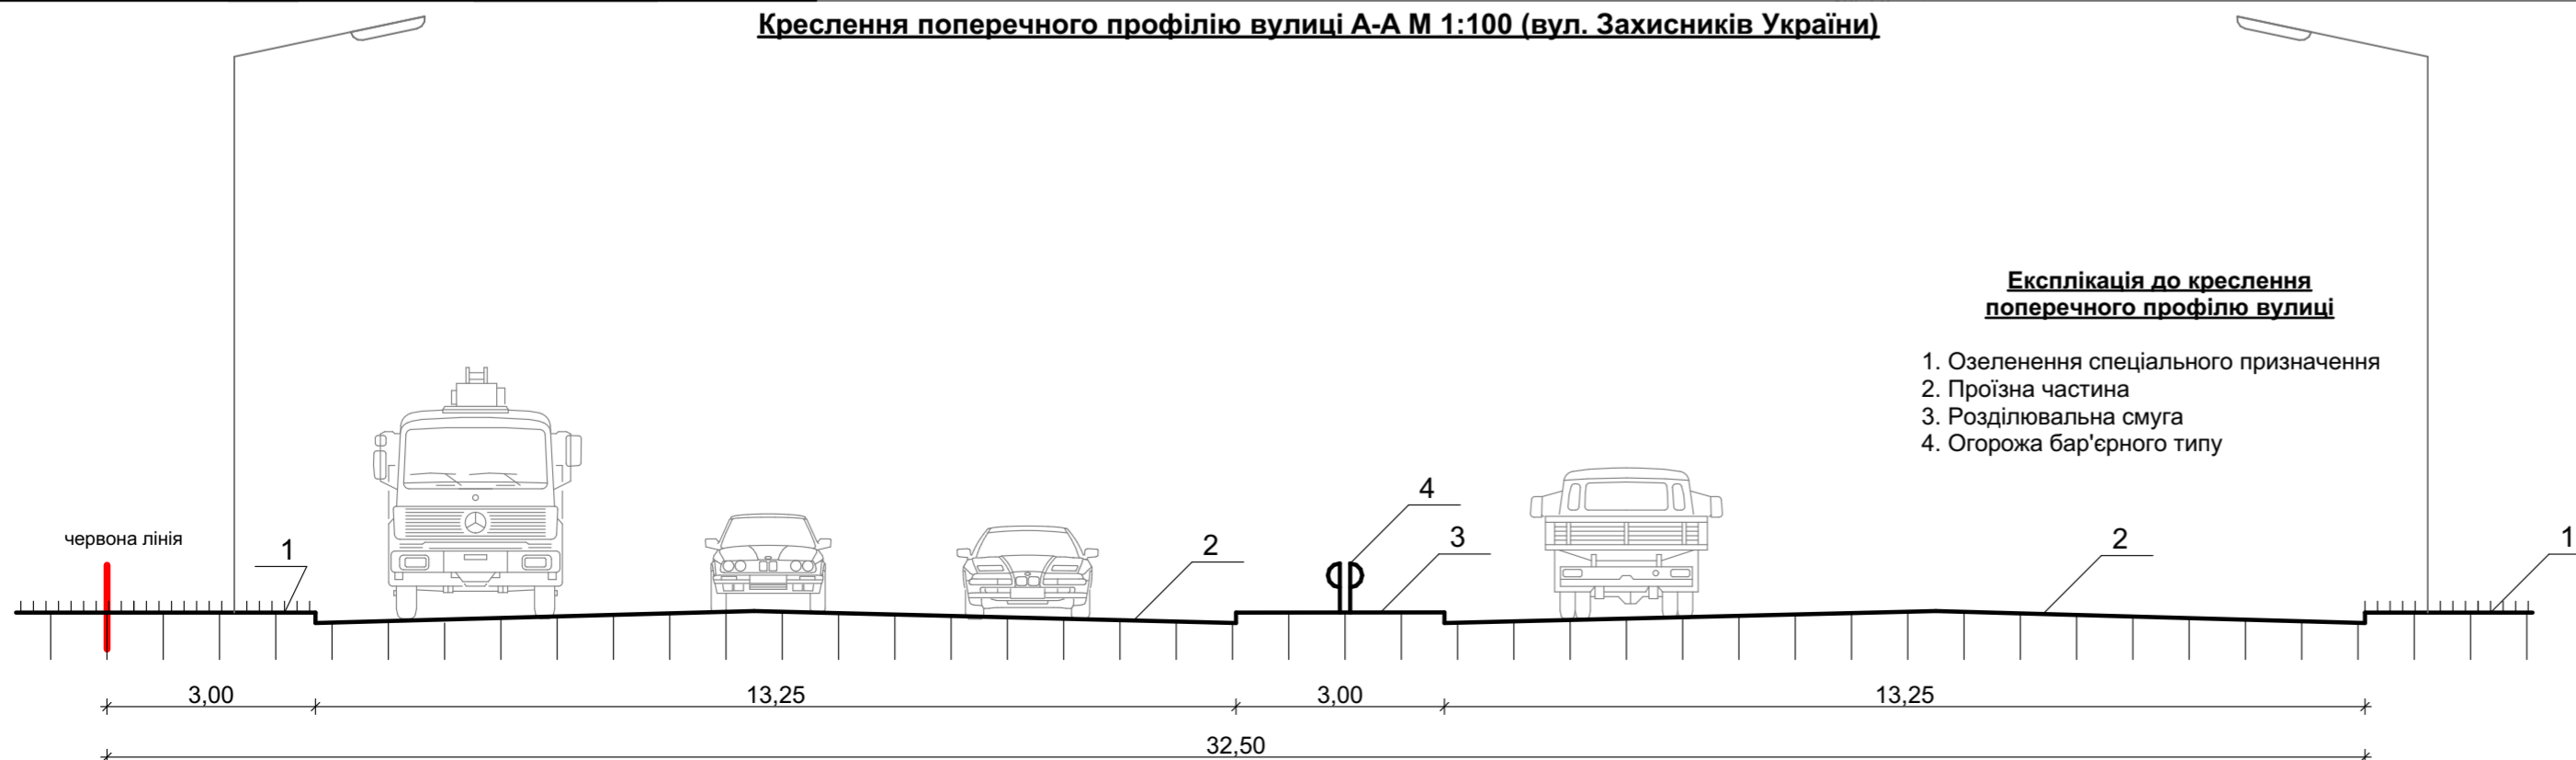 Креслення поперечного профілію вулиці А-А М 1:100 (вул. Захисників України)
Експлікація до креслення
поперечного профілю вулиці
1. Озеленення спеціального призначення
2. Проїзна частина
3. Розділювальна смуга
4. Огорожа бар'єрного типу
червона лінія
1
2
4
3
2
1
3,00
13,25
3,00
13,25
32,50